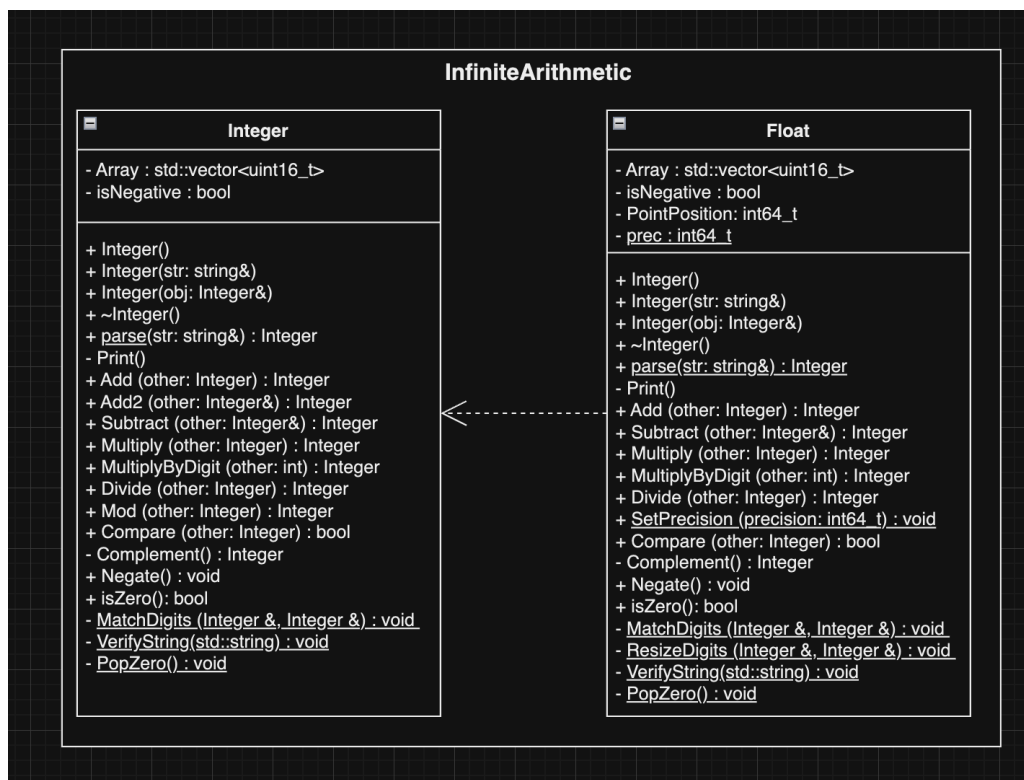 InfiniteArithmetic
Integer
- Array : std::vector<uint16_t>
- isNegative : bool
+ Integer()
+ Integer(str: string&)
+ Integer(obj: Integer&)
+ ~Integer()
+ parse(str: string&) : Integer
- Print()
+ Add (other: Integer) : Integer
+ Add2 (other: Integer&) : Integer
+ Subtract (other: Integer&) : Integer
+ Multiply (other: Integer) : Integer
+ MultiplyByDigit (other: int) : Integer
+ Divide (other: Integer) : Integer
+ Mod (other: Integer) : Integer
+ Compare (other: Integer) : bool
- Complement() : Integer
+ Negate() : void
+ isZero(): bool
- MatchDigits (Integer &, Integer &) : void
- VerifyString(std::string) : void
- PopZero() : void
Float
- Array : std::vector<uint16_t>
- isNegative : bool
- PointPosition: int64_t
- prec : int64_t
+ Integer()
+ Integer(str: string&)
+ Integer(obj: Integer&)
+ ~Integer()
+ parse(str: string&) : Integer
- Print()
+ Add (other: Integer) : Integer
+ Subtract (other: Integer&) : Integer
+ Multiply (other: Integer) : Integer
+ MultiplyByDigit (other: int) : Integer
+ Divide (other: Integer) : Integer
+ SetPrecision (precision: int64_t) : void
+ Compare (other: Integer) : bool
- Complement() : Integer
+ Negate() : void
+ isZero(): bool
- MatchDigits (Integer &, Integer &) : void
- ResizeDigits (Integer &, Integer &) : void
- VerifyString(std::string) : void
- PopZero() : void